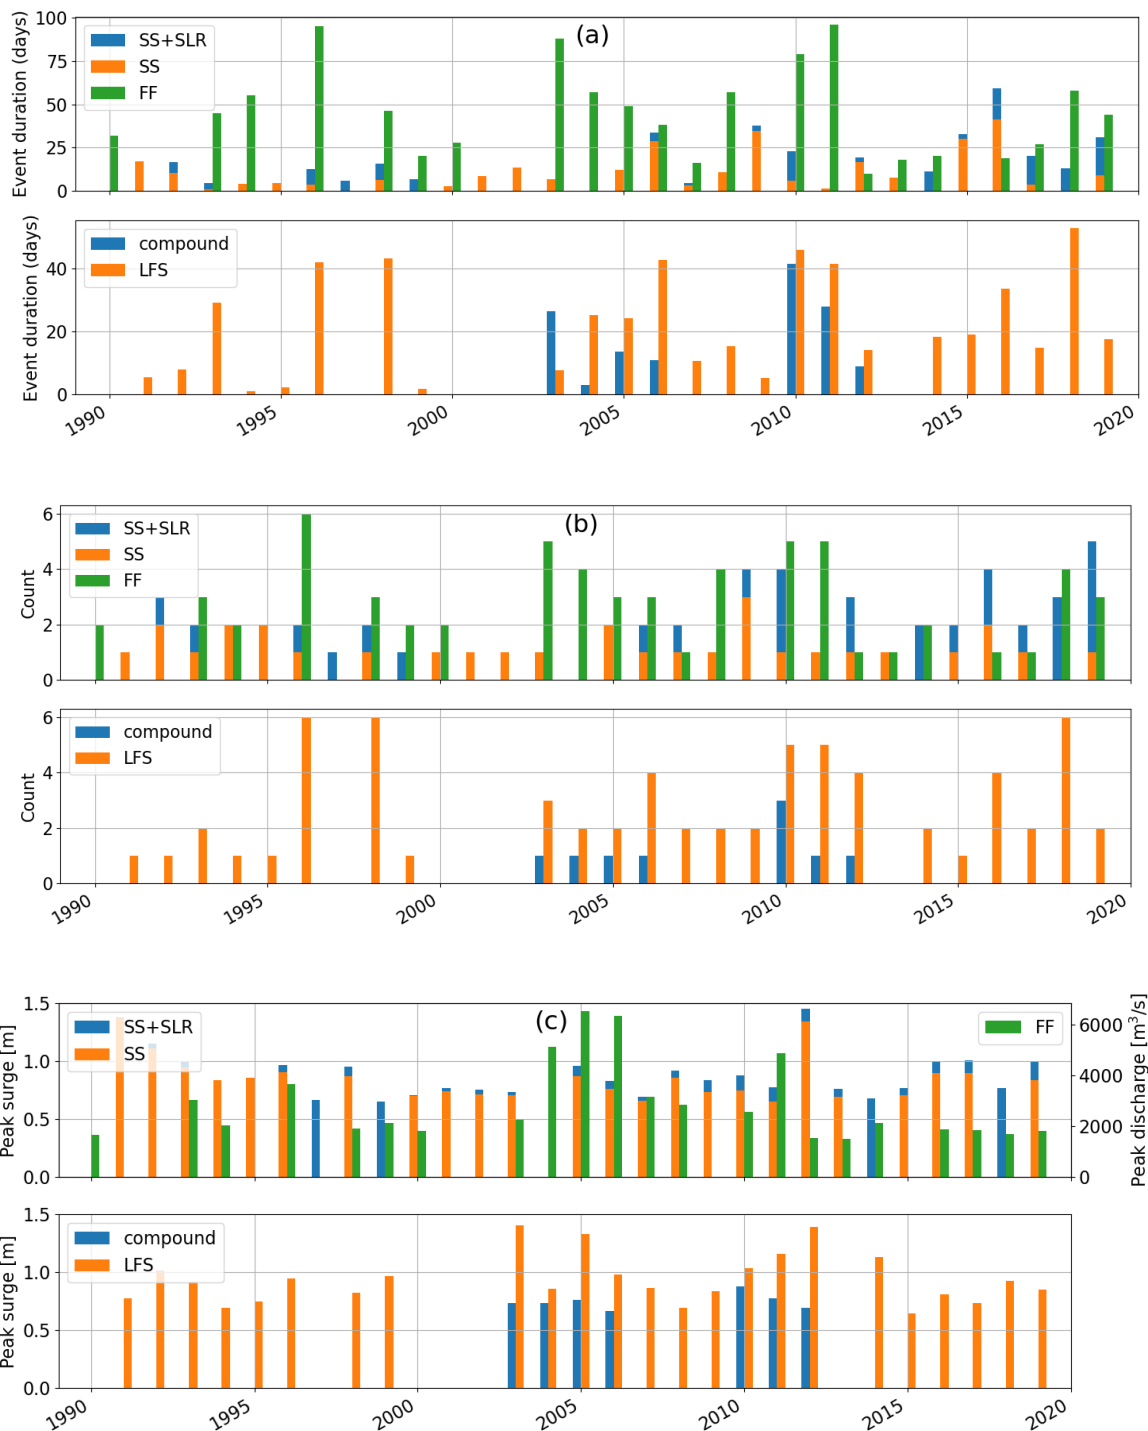 (a)
Event duration (days)
100
75
50
25
0
SS+SLR
SS
FF
Event duration (days)
40
20
0
compound
LFS
1990
1995
2000
2005
2010
2015
2020
(b)
Count
6
4
2
0
SS+SLR
SS
FF
Count
6
4
2
0
compound
LFS
1990
1995
2000
2005
2010
2015
2020
(c)
Peak surge [m]
1.5
1.0
0.5
0.0
SS+SLR
SS
FF
6000
4000
2000
0
Peak discharge [m³/s]
Peak surge [m]
1.5
1.0
0.5
0.0
compound
LFS
1990
1995
2000
2005
2010
2015
2020